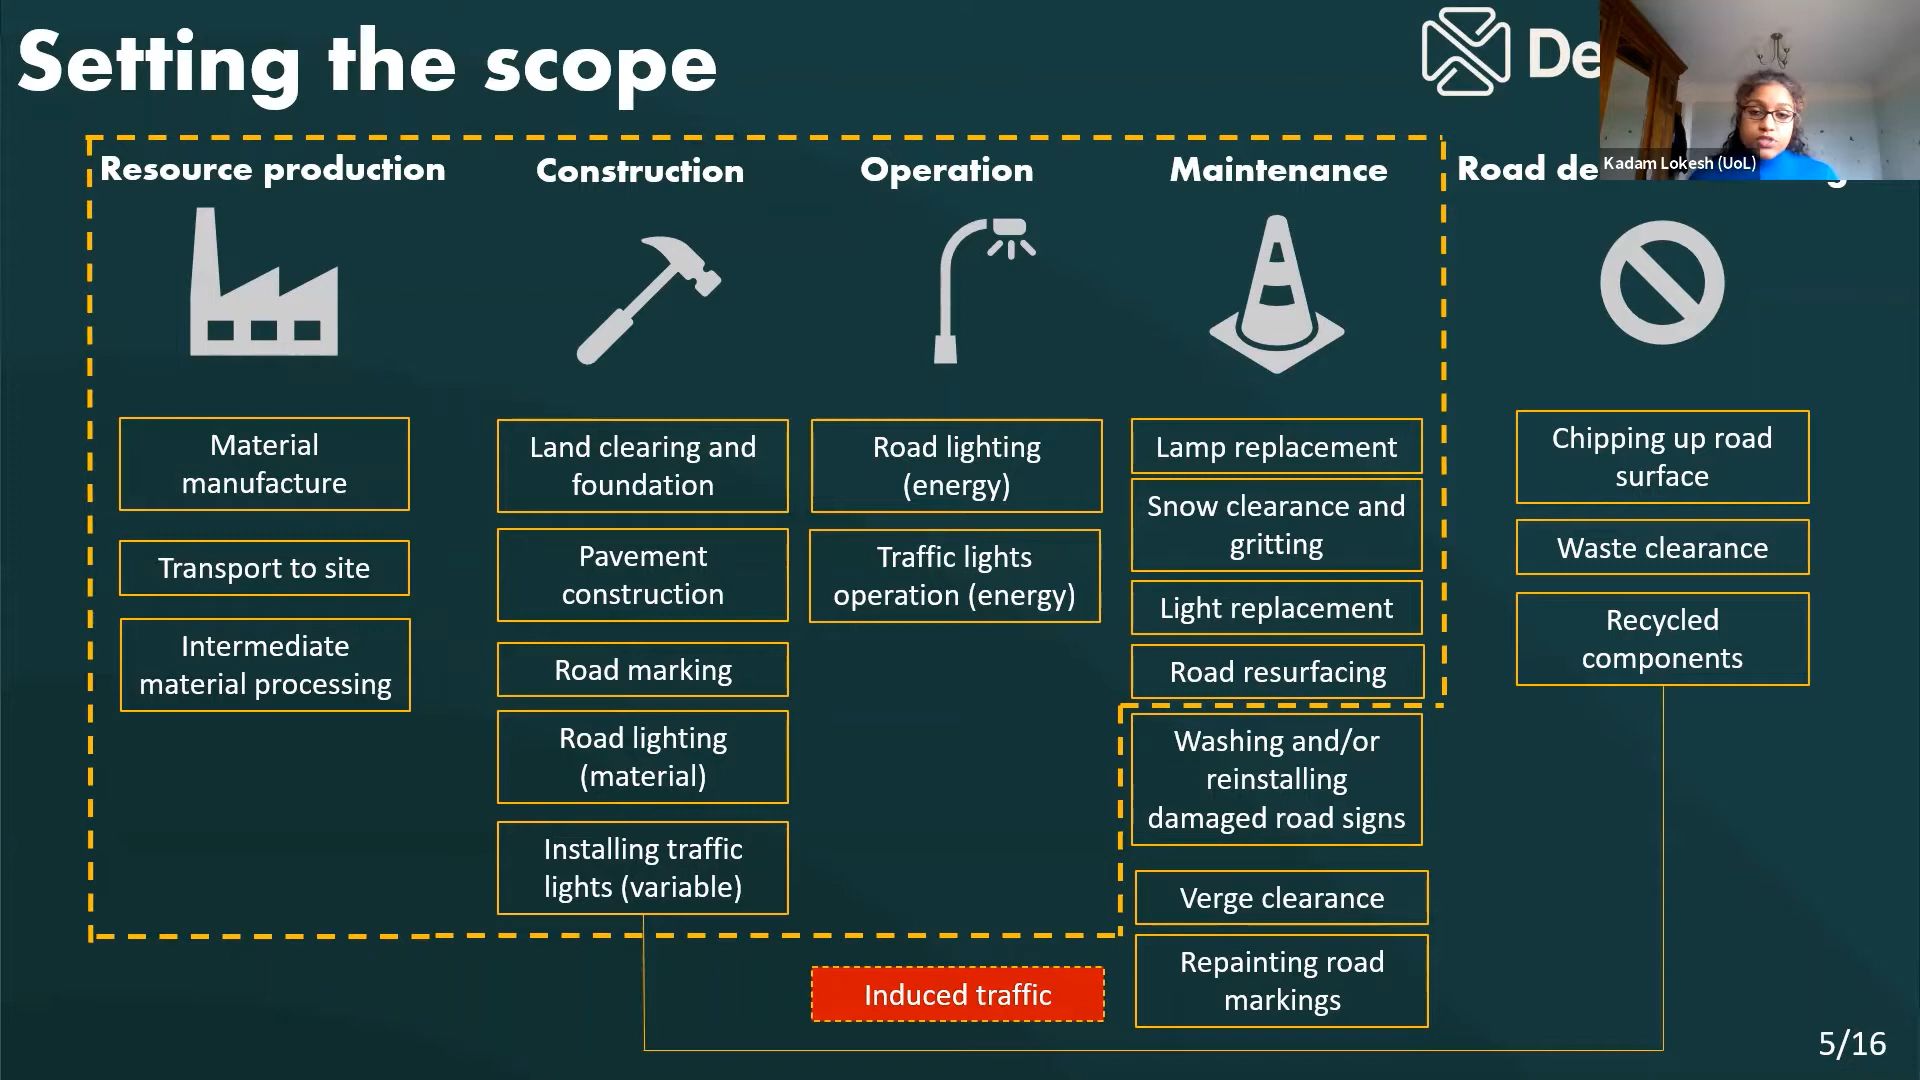 Setting the scope
De
Kadam Lokesh (UoL)
Resource production
Construction
Operation
Maintenance
Road de
Material
manufacture
Transport to site
Intermediate
material processing
Land clearing and
foundation
Pavement
construction
Road marking
Road lighting
(material)
Installing traffic
lights (variable)
Road lighting
(energy)
Traffic lights
operation (energy)
Induced traffic
Lamp replacement
Snow clearance and
gritting
Light replacement
Road resurfacing
Washing and/or
reinstalling
damaged road signs
Verge clearance
Repainting road
markings
Chipping up road
surface
Waste clearance
Recycled
components
5/16